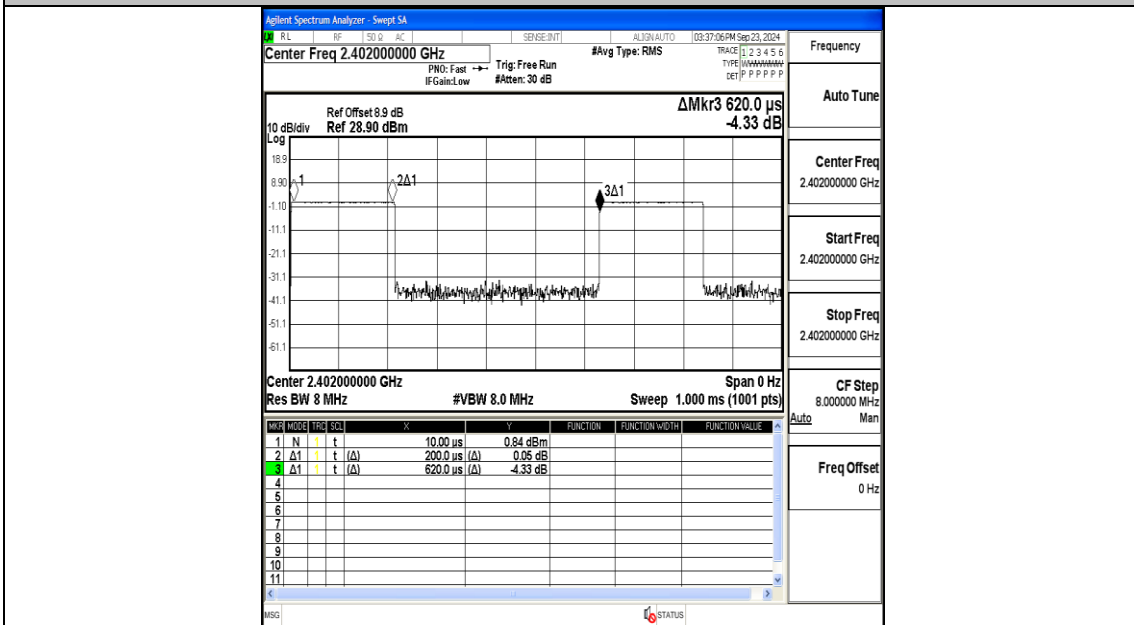 Agilent Spectrum Analyzer - Swept SA
RL RF 50 Ω AC SENSE:INT ALIGNAUTO 03:37:06PM Sep 23, 2024
Center Freq 2.402000000 GHz
PNO: Fast
IFGain:Low
Trig: Free Run
#Atten: 30 dB
#Avg Type: RMS
TRACE 1 2 3 4 5 6
TYPE
DET P P P P P P
Ref Offset 8.9 dB
10 dB/div Ref 28.90 dBm
Log
ΔMkr3 620.0 µs
-4.33 dB
18.9
8.90
-1.10
-11.1
-21.1
-31.1
-41.1
-51.1
-61.1
1
2Δ1
3Δ1
Center 2.402000000 GHz Span 0 Hz
Res BW 8 MHz #VBW 8.0 MHz Sweep 1.000 ms (1001 pts)
MKR MODE TRC SCL X Y FUNCTION FUNCTION WIDTH FUNCTION VALUE
1 N 1 t 10.00 µs 0.84 dBm
2 Δ1 1 t (Δ) 200.0 µs (Δ) 0.05 dB
3 Δ1 1 t (Δ) 620.0 µs (Δ) -4.33 dB
4
5
6
7
8
9
10
11
MSG STATUS
Frequency
Auto Tune
Center Freq
2.402000000 GHz
Start Freq
2.402000000 GHz
Stop Freq
2.402000000 GHz
CF Step
8.000000 MHz
Auto Man
Freq Offset
0 Hz